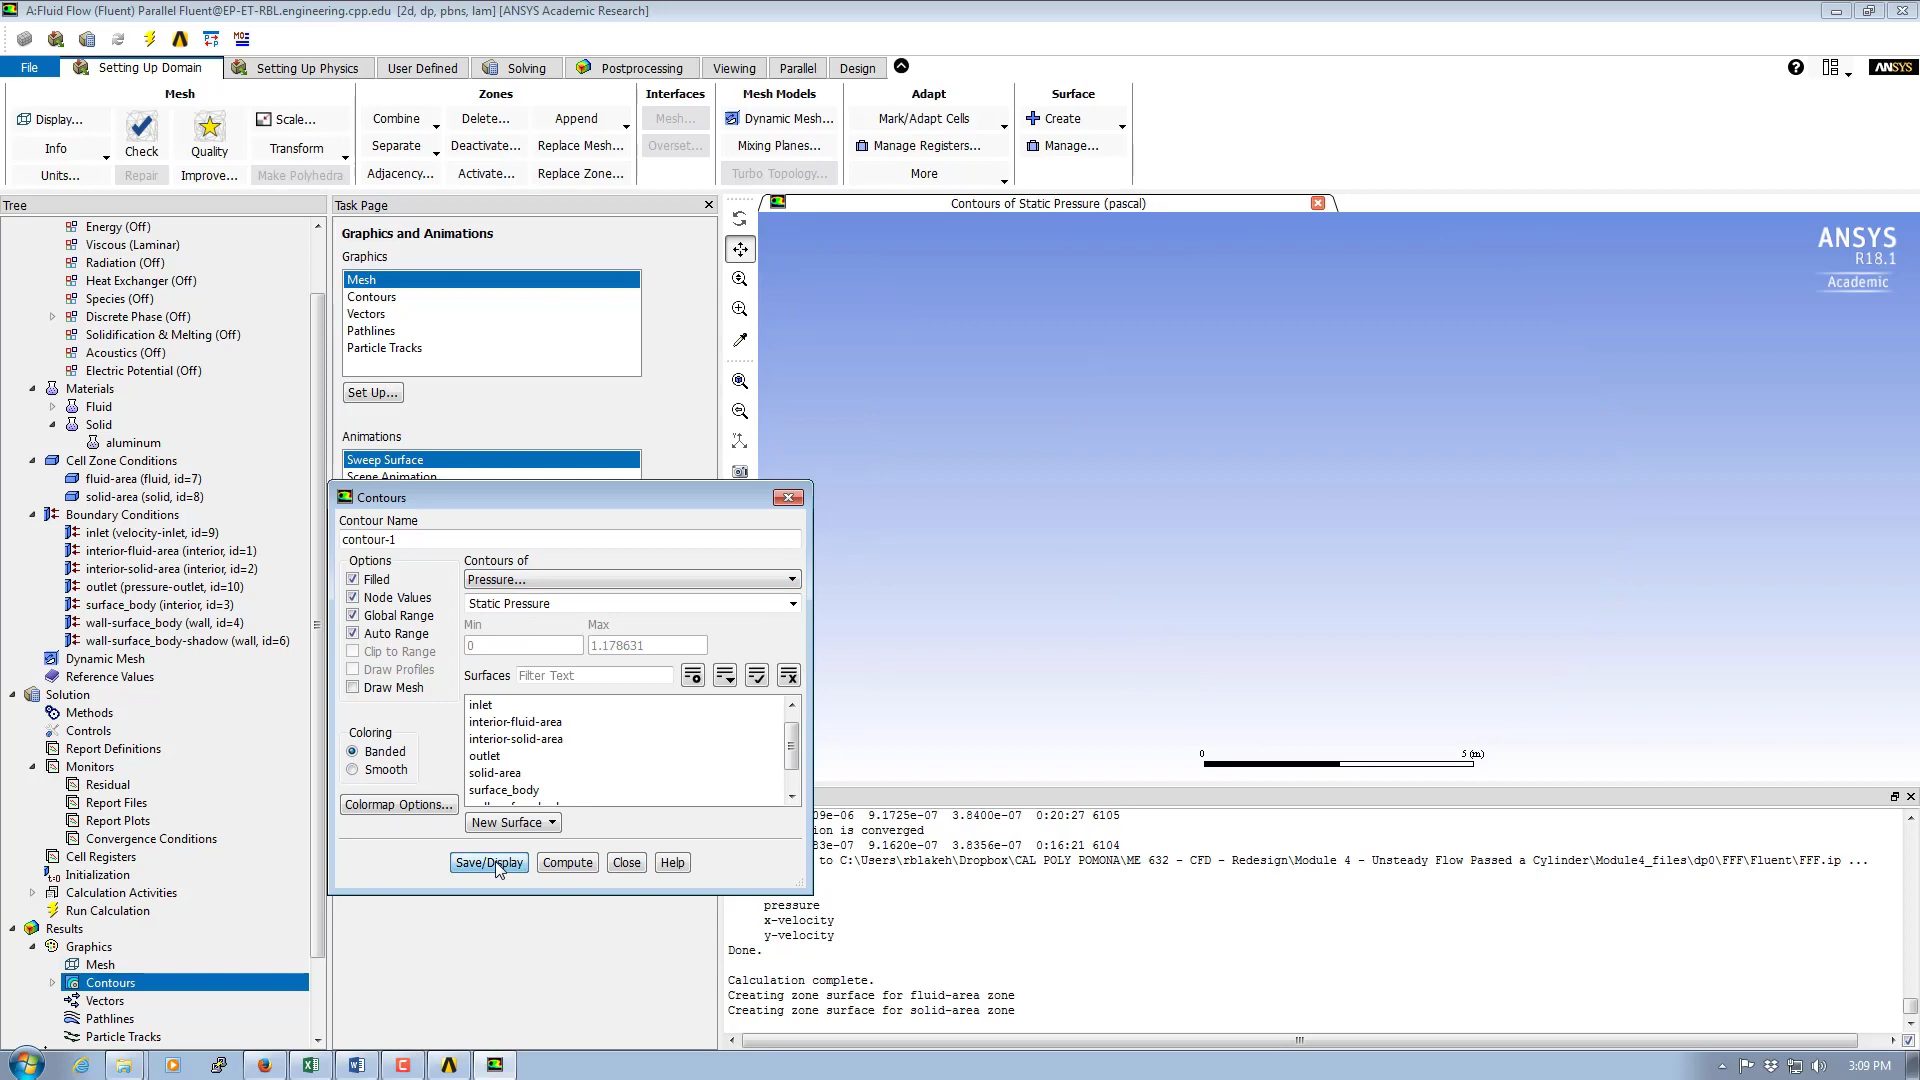 A:Fluid Flow (Fluent) Parallel Fluent@EP-ET-RBL.engineering.cpp.edu [2d, dp, pbns, lam] [ANSYS Academic Research]
File
Setting Up Domain
Setting Up Physics
User Defined
Solving
Postprocessing
Viewing
Parallel
Design
ANSYS
Mesh
Zones
Interfaces
Mesh Models
Adapt
Surface
Display...
Scale...
Combine
Delete...
Append
Mesh...
Dynamic Mesh...
Mark/Adapt Cells
Create
Info
Check
Quality
Transform
Separate
Deactivate...
Replace Mesh...
Overset...
Mixing Planes...
Manage Registers...
Manage...
Units...
Repair
Improve...
Make Polyhedra
Adjacency...
Activate...
Replace Zone...
Turbo Topology...
More
Tree
Energy (Off)
Viscous (Laminar)
Radiation (Off)
Heat Exchanger (Off)
Species (Off)
Discrete Phase (Off)
Solidification & Melting (Off)
Acoustics (Off)
Electric Potential (Off)
Materials
Fluid
Solid
aluminum
Cell Zone Conditions
fluid-area (fluid, id=7)
solid-area (solid, id=8)
Boundary Conditions
inlet (velocity-inlet, id=9)
interior-fluid-area (interior, id=1)
interior-solid-area (interior, id=2)
outlet (pressure-outlet, id=10)
surface_body (interior, id=3)
wall-surface_body (wall, id=4)
wall-surface_body-shadow (wall, id=6)
Dynamic Mesh
Reference Values
Solution
Methods
Controls
Report Definitions
Monitors
Residual
Report Files
Report Plots
Convergence Conditions
Cell Registers
Initialization
Calculation Activities
Run Calculation
Results
Graphics
Mesh
Contours
Vectors
Pathlines
Particle Tracks
Task Page
Graphics and Animations
Graphics
Mesh
Contours
Vectors
Pathlines
Particle Tracks
Set Up...
Animations
Sweep Surface
Scene Animation
Contours
Contour Name
contour-1
Options
Filled
Node Values
Global Range
Auto Range
Clip to Range
Draw Profiles
Draw Mesh
Coloring
Banded
Smooth
Colormap Options...
Contours of
Pressure...
Static Pressure
Min
Max
0
1.178631
Surfaces
Filter Text
inlet
interior-fluid-area
interior-solid-area
outlet
solid-area
surface_body
New Surface
Save/Display
Compute
Close
Help
Contours of Static Pressure (pascal)
ANSYS
R18.1
Academic
0
5 (m)
09e-06 9.1725e-07 3.8400e-07 0:20:27 6105
ion is converged
83e-07 9.1620e-07 3.8356e-07 0:16:21 6104
to C:\Users\rblakeh\Dropbox\CAL POLY POMONA\ME 632 - CFD - Redesign\Module 4 - Unsteady Flow Passed a Cylinder\Module4_files\dp0\FFF\Fluent\FFF.ip ...
pressure
x-velocity
y-velocity
Done.
Calculation complete.
Creating zone surface for fluid-area zone
Creating zone surface for solid-area zone
3:09 PM